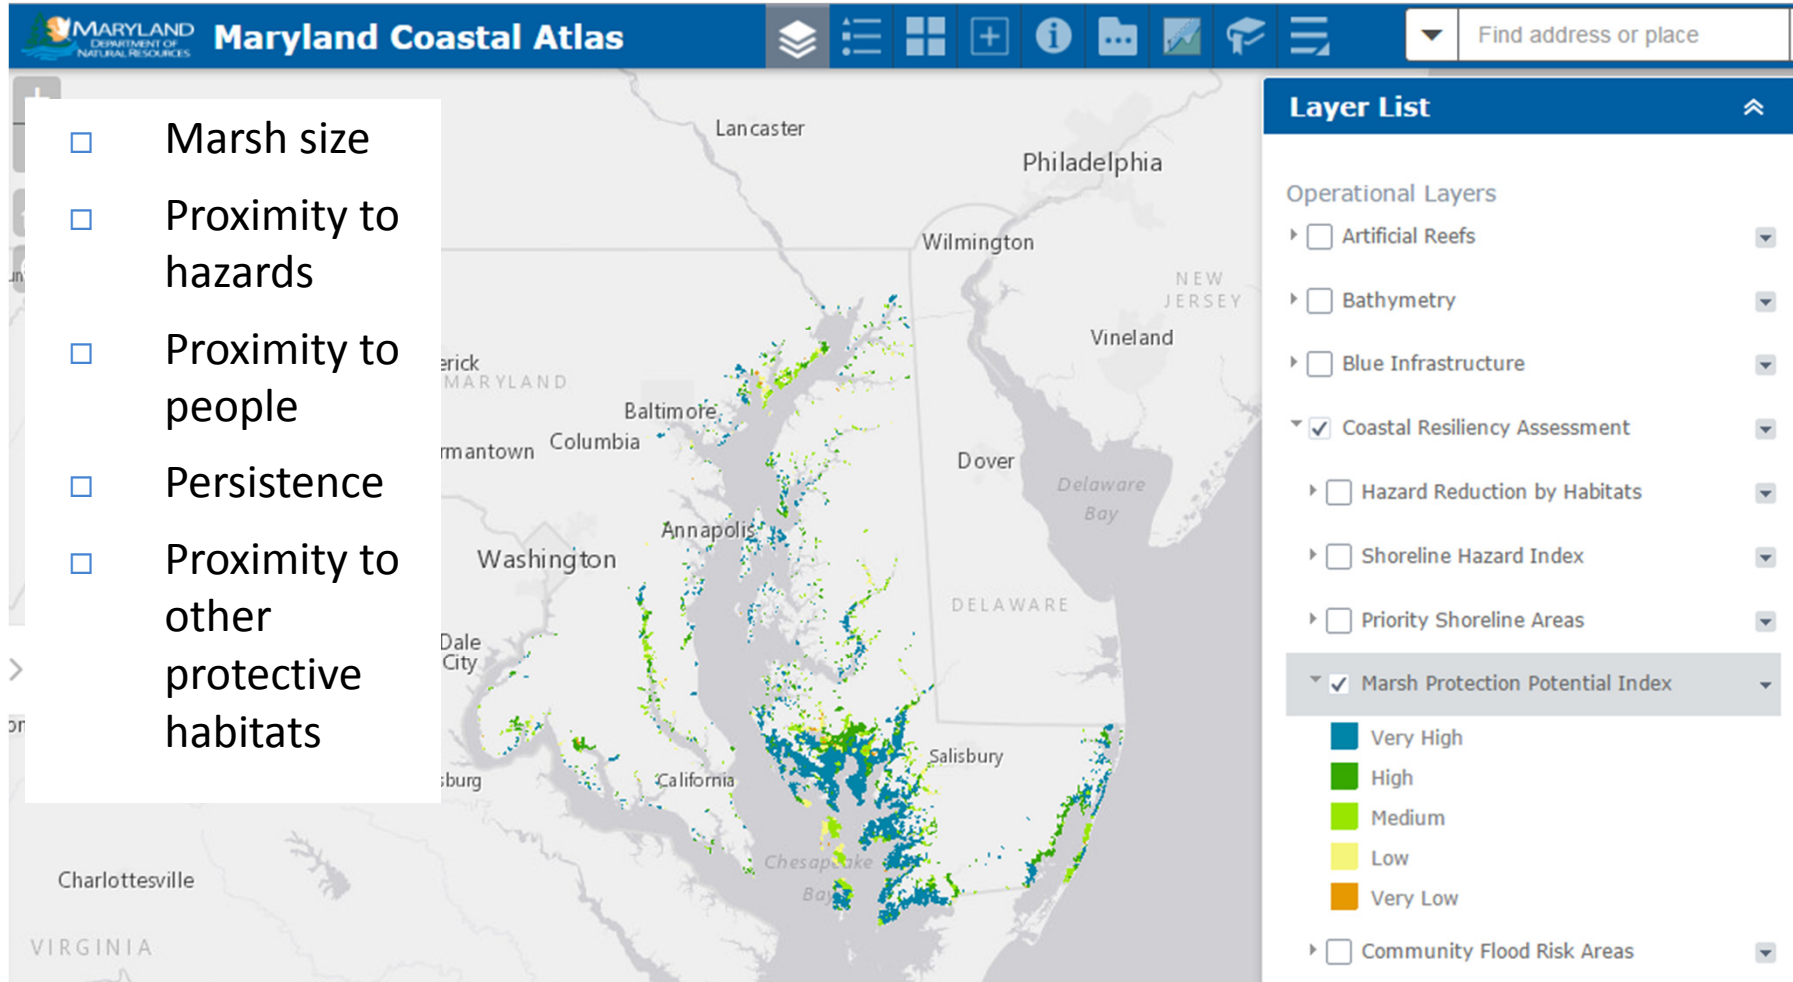 MARYLAND
DEPARTMENT OF
NATURAL RESOURCES
Maryland Coastal Atlas
Find address or place
Marsh size
Proximity to
hazards
Proximity to
people
Persistence
Proximity to
other
protective
habitats
Lancaster
Philadelphia
Wilmington
NEW
JERSEY
Vineland
erick
MARYLAND
Baltimore
rmantown
Columbia
Dover
Delaware
Bay
Annapolis
Washington
DELAWARE
Dale
City
Salisbury
sburg
California
Chesapeake
Bay
Charlottesville
VIRGINIA
Layer List
Operational Layers
Artificial Reefs
Bathymetry
Blue Infrastructure
Coastal Resiliency Assessment
Hazard Reduction by Habitats
Shoreline Hazard Index
Priority Shoreline Areas
Marsh Protection Potential Index
Very High
High
Medium
Low
Very Low
Community Flood Risk Areas